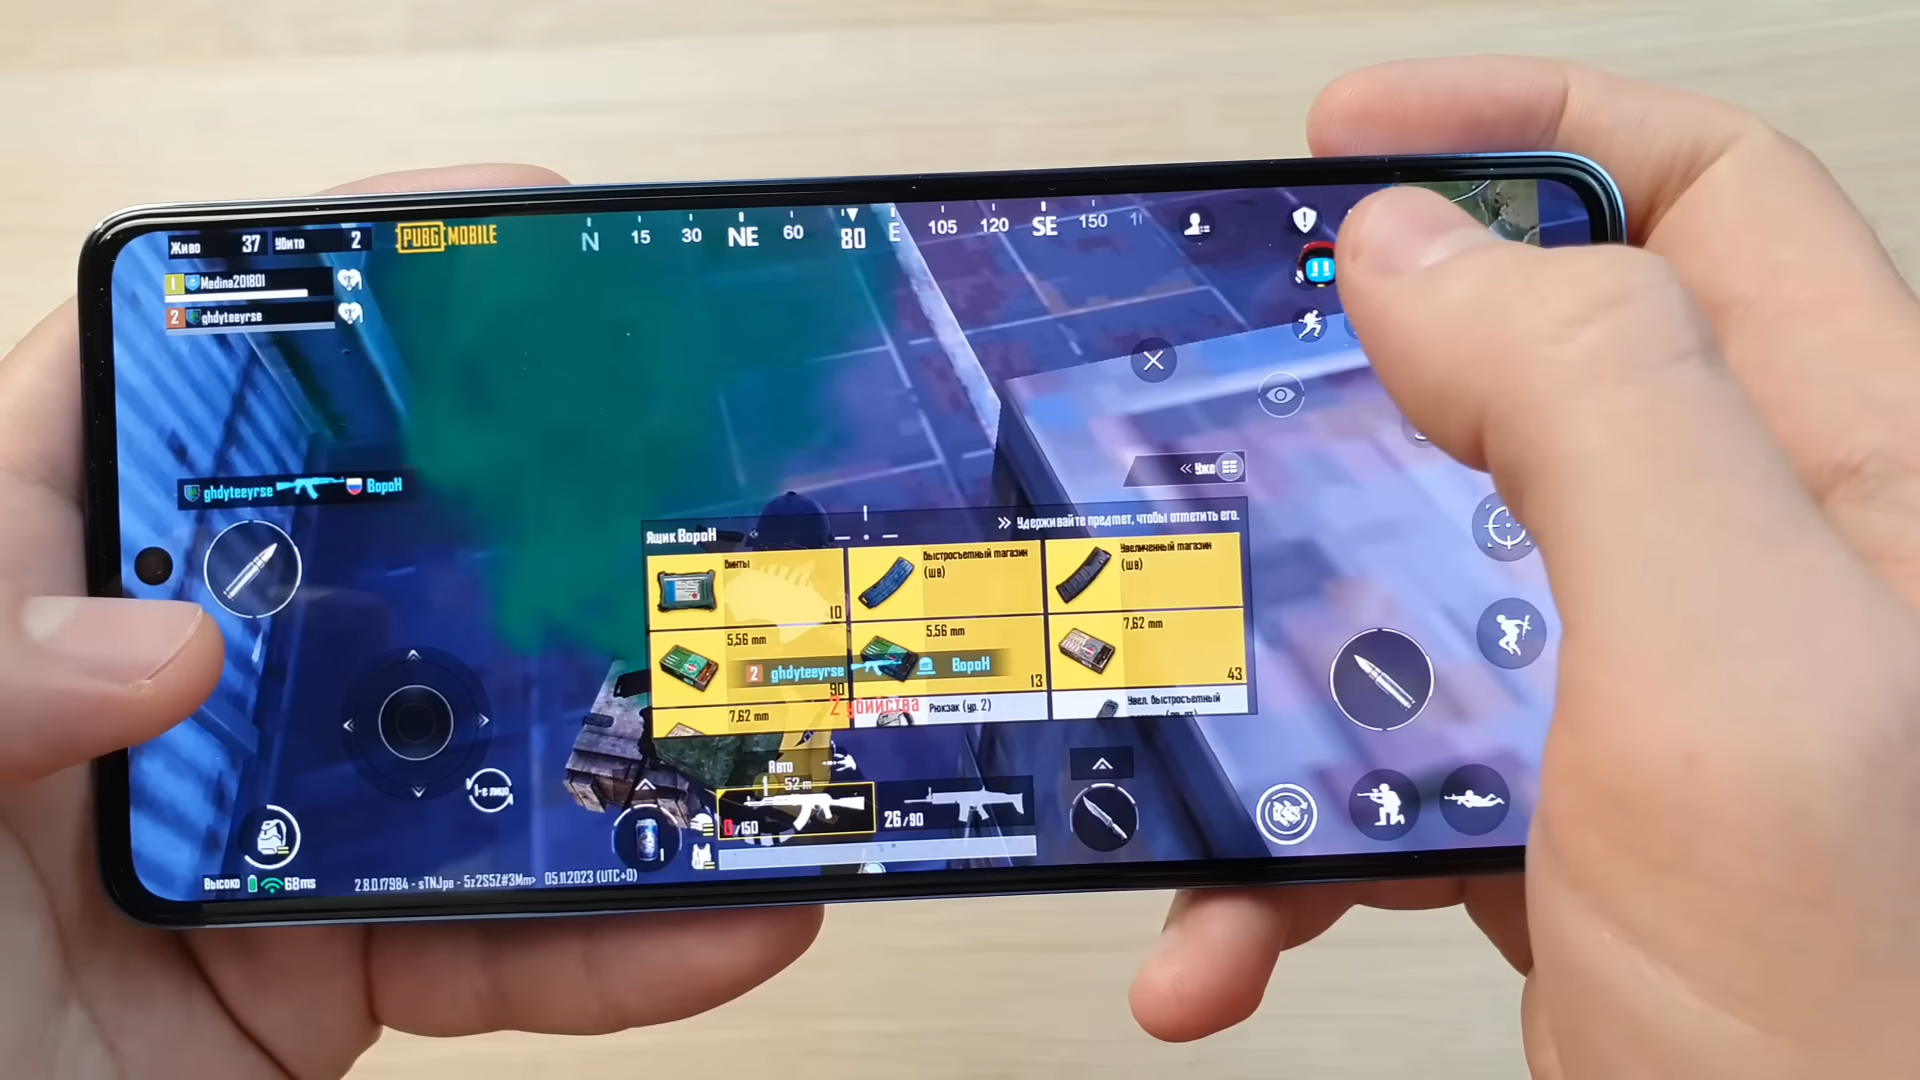 Живо 37 Убито 2
PUBG MOBILE
N 15 30 NE 60 80 E 105 120 SE 150
1 Medina201801
2 ghdyteeyrse
ghdyteeyrse ВороН
« Уже
Ящик ВороН
» Удерживайте предмет, чтобы отметить его.
Бинты
10
Быстросъемный магазин
(ШВ)
Увеличенный магазин
(ШВ)
5,56 mm
90
5,56 mm
13
7,62 mm
43
2 ghdyteeyrse ВороН
2 убийства
7,62 mm
Рюкзак (ур. 2)
Увел. быстросъемный
1-е лицо
Авто
52 m
0/150
26/90
1
Высоко 68ms
2.8.0.17984 - sTNJpe - 5z2S5Z#3Mm> 05.11.2023 (UTC+0)